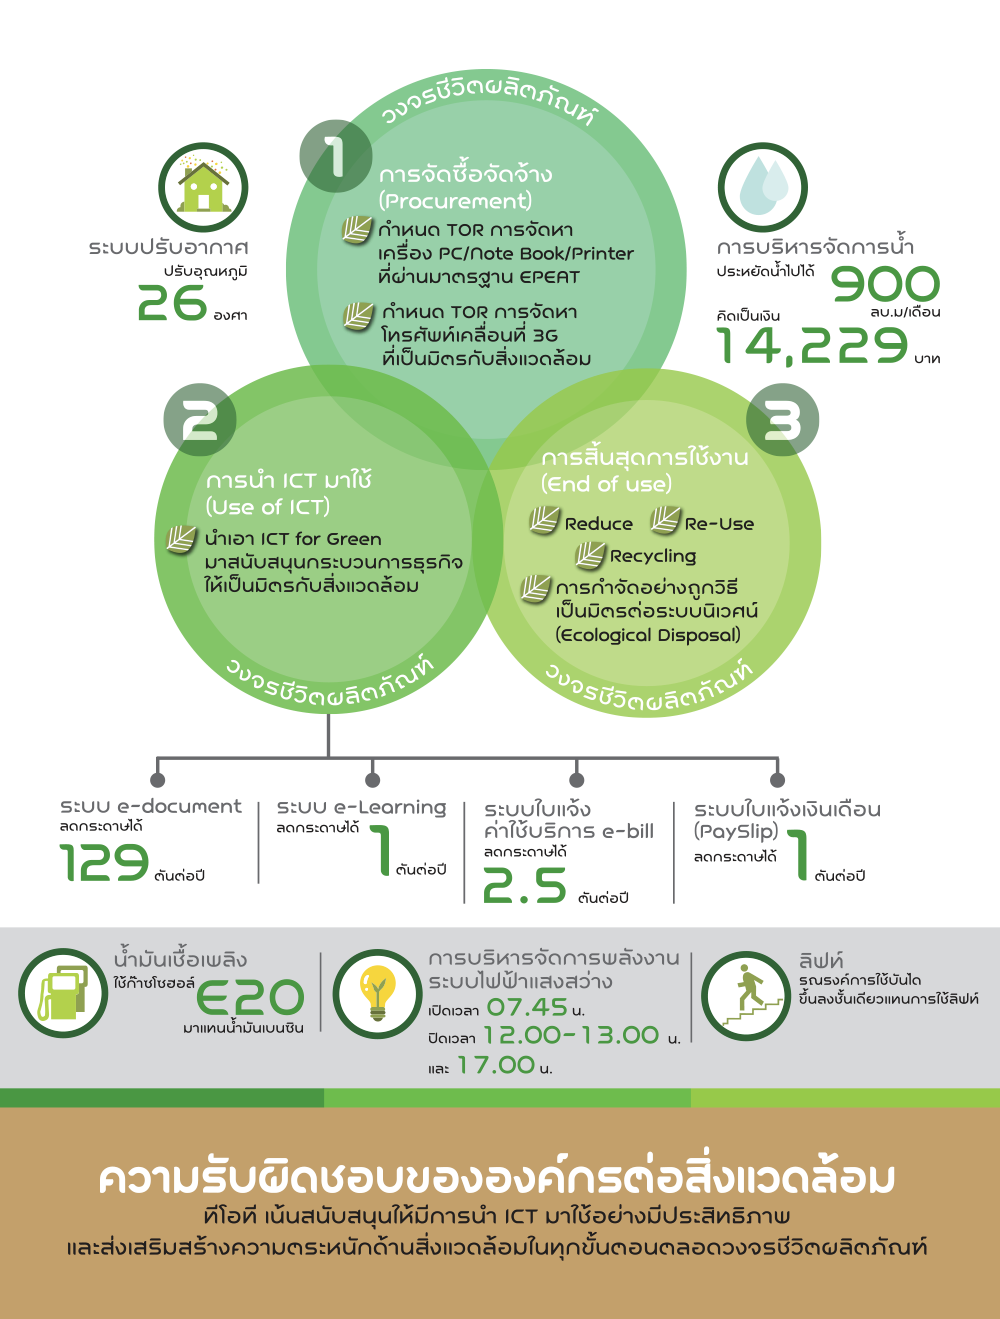 วงจรชีวิตผลิตภัณฑ์
1
การจัดซื้อจัดจ้าง
(Procurement)
กำหนด TOR การจัดหา
เครื่อง PC/Note Book/Printer
ที่ผ่านมาตรฐาน EPEAT
กำหนด TOR การจัดหา
โทรศัพท์เคลื่อนที่ 3G
ที่เป็นมิตรกับสิ่งแวดล้อม
ระบบปรับอากาศ
ปรับอุณหภูมิ
26 องศา
การบริหารจัดการน้ำ
ประหยัดน้ำไปได้ 900
ลบ.ม/เดือน
คิดเป็นเงิน
14,229 บาท
2
การนำ ICT มาใช้
(Use of ICT)
นำเอา ICT for Green
มาสนับสนุนกระบวนการธุรกิจ
ให้เป็นมิตรกับสิ่งแวดล้อม
วงจรชีวิตผลิตภัณฑ์
3
การสิ้นสุดการใช้งาน
(End of use)
Reduce Re-Use
Recycling
การกำจัดอย่างถูกวิธี
เป็นมิตรต่อระบบนิเวศน์
(Ecological Disposal)
วงจรชีวิตผลิตภัณฑ์
ระบบ e-document
ลดกระดาษได้
129 ตันต่อปี
ระบบ e-Learning
ลดกระดาษได้ 1
ตันต่อปี
ระบบใบแจ้ง
ค่าใช้บริการ e-bill
ลดกระดาษได้
2.5 ตันต่อปี
ระบบใบแจ้งเงินเดือน
(PaySlip)
ลดกระดาษได้ 1
ตันต่อปี
น้ำมันเชื้อเพลิง
ใช้ก๊าซโซฮอล์ E20
มาแทนน้ำมันเบนซิน
การบริหารจัดการพลังงาน
ระบบไฟฟ้าแสงสว่าง
เปิดเวลา 07.45 น.
ปิดเวลา 12.00-13.00 น.
และ 17.00 น.
ลิฟท์
รณรงค์การใช้บันได
ขึ้นลงชั้นเดียวแทนการใช้ลิฟท์
ความรับผิดชอบขององค์กรต่อสิ่งแวดล้อม
ทีโอที เน้นสนับสนุนให้มีการนำ ICT มาใช้อย่างมีประสิทธิภาพ
และส่งเสริมสร้างความตระหนักด้านสิ่งแวดล้อมในทุกขั้นตอนตลอดวงจรชีวิตผลิตภัณฑ์